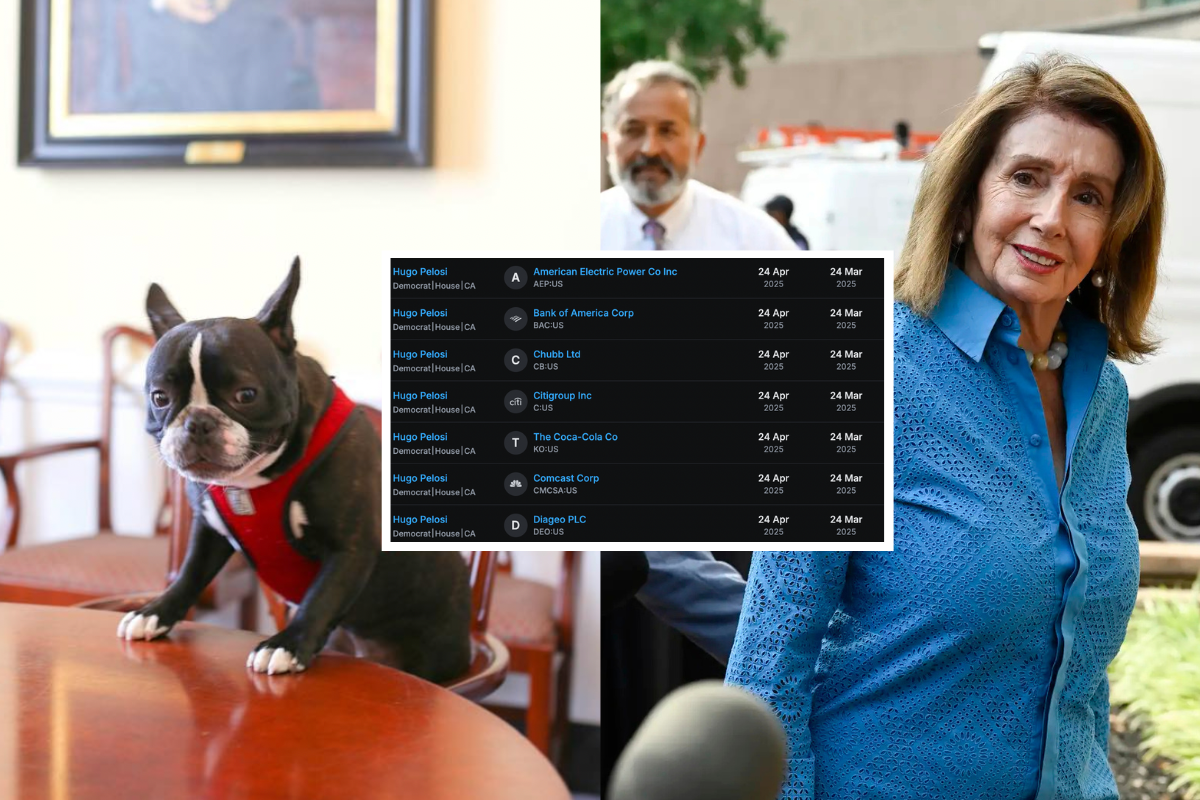 Hugo Pelosi A American Electric Power Co Inc 24 Apr 24 Mar
Democrat|House|CA AEP:US 2025 2025
Hugo Pelosi Bank of America Corp 24 Apr 24 Mar
Democrat|House|CA BAC:US 2025 2025
Hugo Pelosi C Chubb Ltd 24 Apr 24 Mar
Democrat|House|CA CB:US 2025 2025
Hugo Pelosi citi Citigroup Inc 24 Apr 24 Mar
Democrat|House|CA C:US 2025 2025
Hugo Pelosi T The Coca-Cola Co 24 Apr 24 Mar
Democrat|House|CA KO:US 2025 2025
Hugo Pelosi Comcast Corp 24 Apr 24 Mar
Democrat|House|CA CMCSA:US 2025 2025
Hugo Pelosi D Diageo PLC 24 Apr 24 Mar
Democrat|House|CA DEO:US 2025 2025